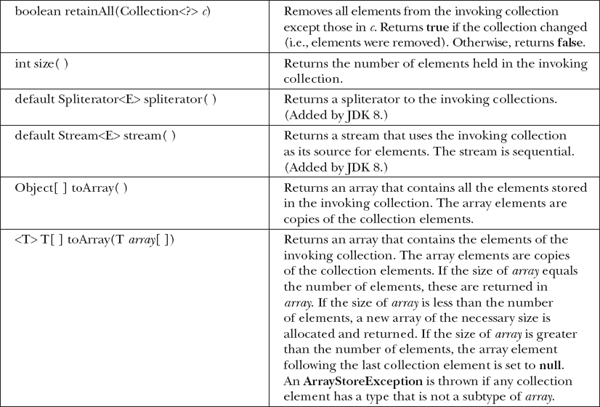 boolean retainAll(Collection<?> c)
Removes all elements from the invoking collection
except those in c. Returns true if the collection changed
(i.e., elements were removed). Otherwise, returns false.
int size( )
Returns the number of elements held in the invoking
collection.
default Spliterator<E> spliterator( )
Returns a spliterator to the invoking collections.
(Added by JDK 8.)
default Stream<E> stream( )
Returns a stream that uses the invoking collection
as its source for elements. The stream is sequential.
(Added by JDK 8.)
Object[ ] toArray( )
Returns an array that contains all the elements stored
in the invoking collection. The array elements are
copies of the collection elements.
<T> T[ ] toArray(T array[ ])
Returns an array that contains the elements of the
invoking collection. The array elements are copies
of the collection elements. If the size of array equals
the number of elements, these are returned in
array. If the size of array is less than the number
of elements, a new array of the necessary size is
allocated and returned. If the size of array is greater
than the number of elements, the array element
following the last collection element is set to null.
An ArrayStoreException is thrown if any collection
element has a type that is not a subtype of array.